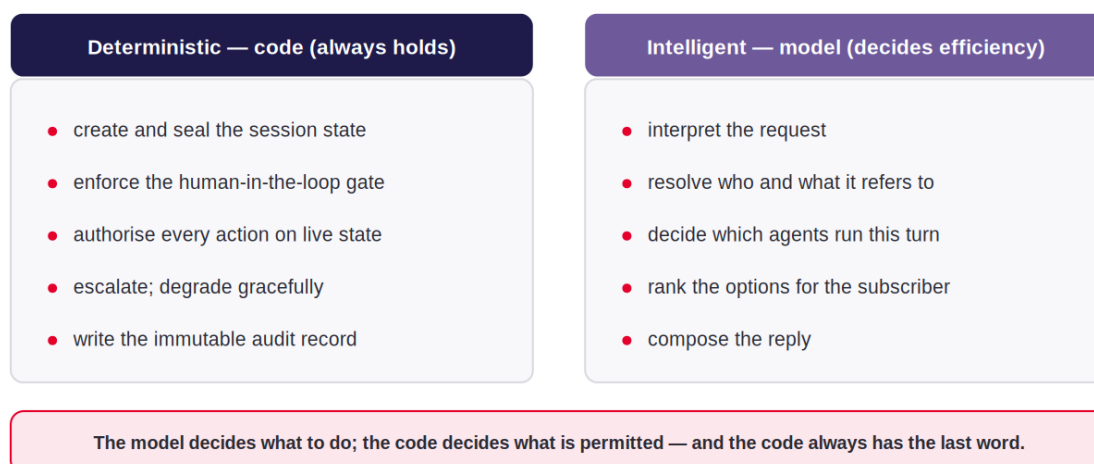 Deterministic — code (always holds)
create and seal the session state
enforce the human-in-the-loop gate
authorise every action on live state
escalate; degrade gracefully
write the immutable audit record
Intelligent — model (decides efficiency)
interpret the request
resolve who and what it refers to
decide which agents run this turn
rank the options for the subscriber
compose the reply
The model decides what to do; the code decides what is permitted — and the code always has the last word.